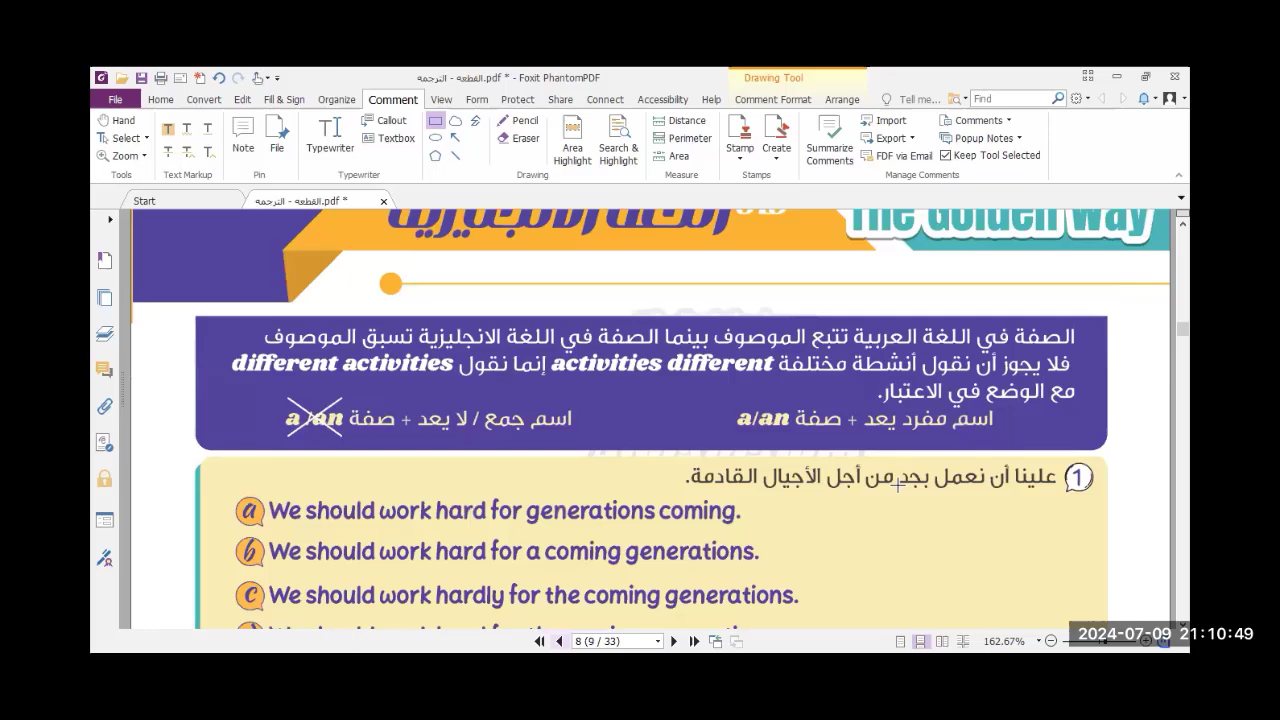 القطعه - الترجمه.pdf * - Foxit PhantomPDF
Drawing Tool
File Home Convert Edit Fill & Sign Organize Comment View Form Protect Share Connect Accessibility Help Comment Format Arrange Tell me... Find
Hand
Select
Zoom
Tools
Text Markup
Note
File
Pin
Typewriter
Callout
Textbox
Typewriter
Pencil
Eraser
Area Highlight
Search & Highlight
Drawing
Distance
Perimeter
Area
Measure
Stamp
Create
Stamps
Summarize Comments
Import
Export
FDF via Email
Comments
Popup Notes
Keep Tool Selected
Manage Comments
Start
القطعه - الترجمه.pdf *
اللغة الانجليزية
The Golden Way
الصفة في اللغة العربية تتبع الموصوف بينما الصفة في اللغة الانجليزية تسبق الموصوف
فلا يجوز أن نقول أنشطة مختلفة activities different إنما نقول different activities
مع الوضع في الاعتبار.
اسم مفرد يعد + صفة a/an
اسم جمع / لا يعد + صفة a/an
1 علينا أن نعمل بجد من أجل الأجيال القادمة.
a We should work hard for generations coming.
b We should work hard for a coming generations.
c We should work hardly for the coming generations.
8 (9 / 33)
162.67%
2024-07-09 21:10:49